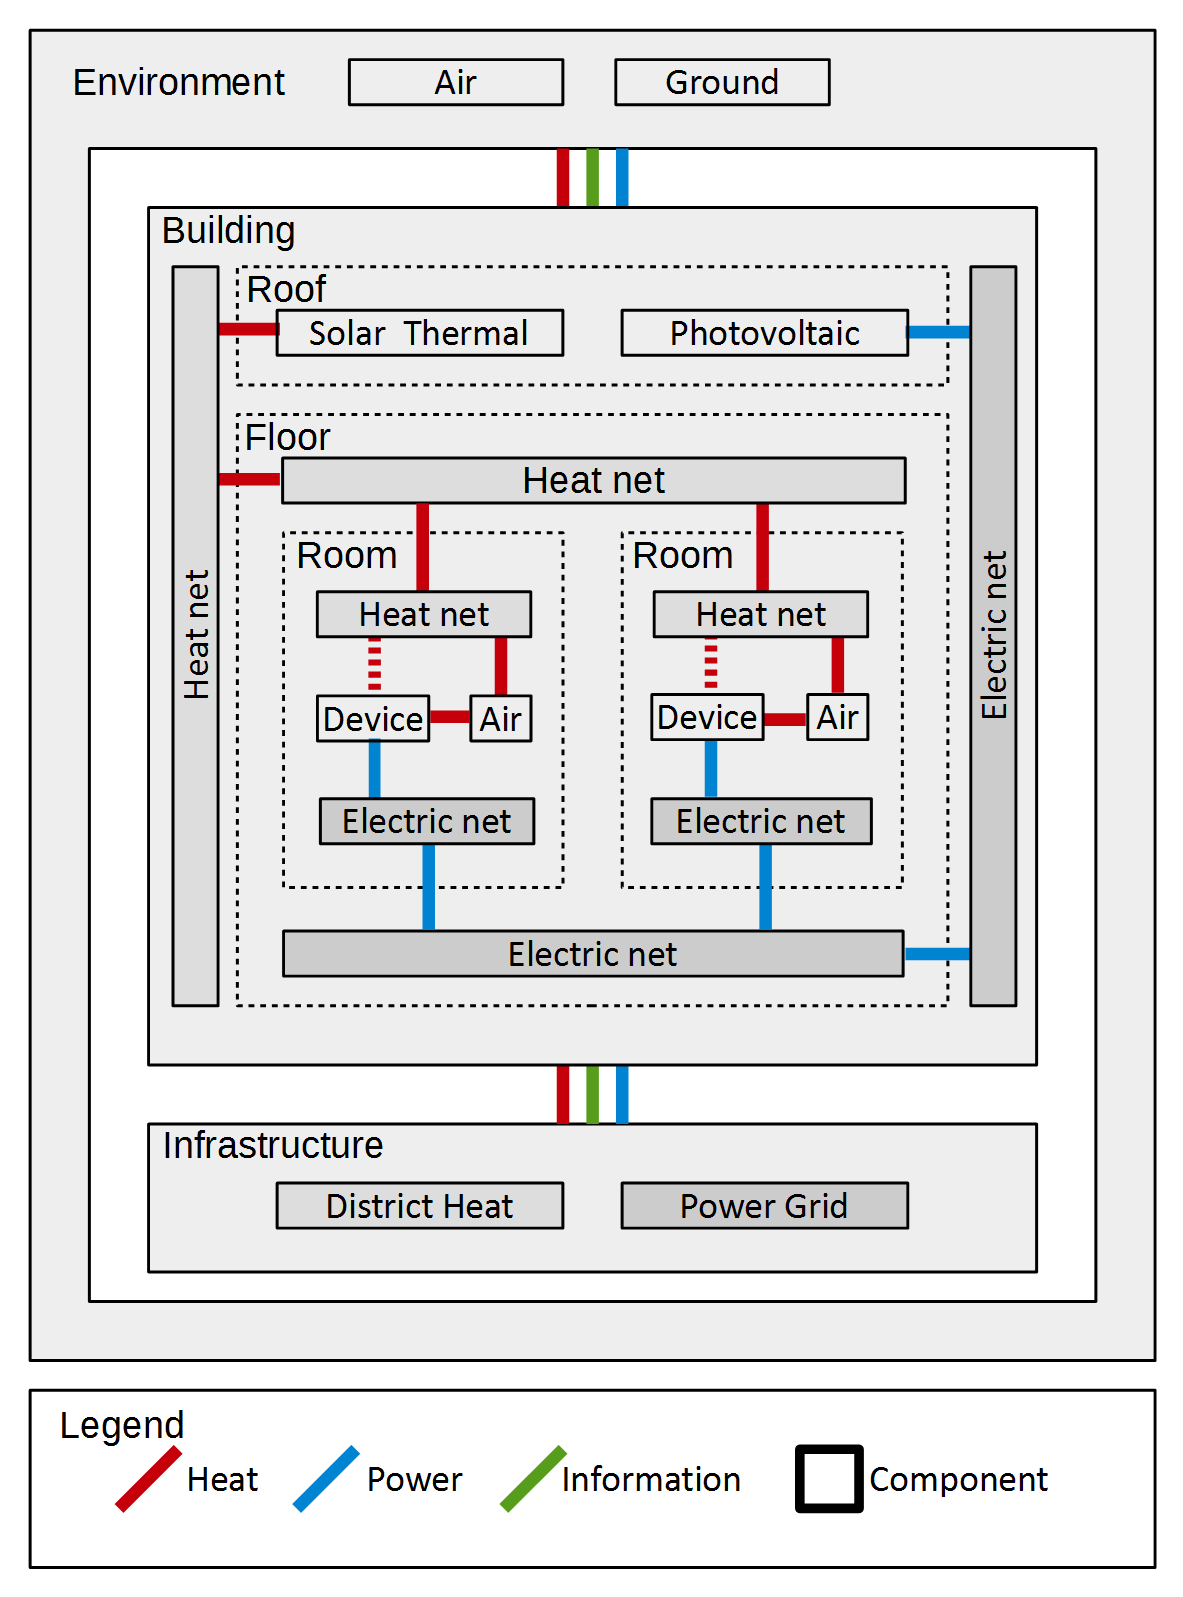 Environment
Air
Ground
Building
Roof
Solar Thermal
Photovoltaic
Floor
Heat net
Heat net
Electric net
Room
Room
Heat net
Heat net
Device
Air
Device
Air
Electric net
Electric net
Electric net
Infrastructure
District Heat
Power Grid
Legend
Heat
Power
Information
Component